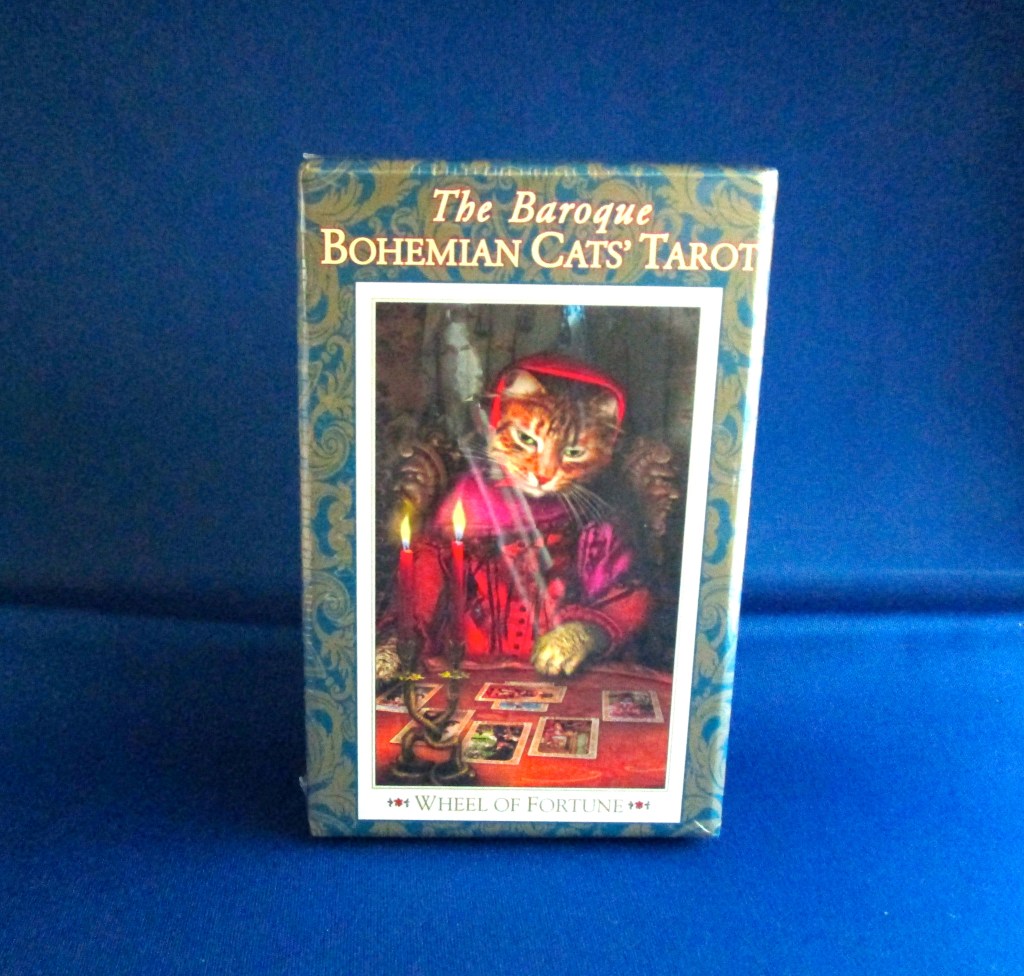 The Baroque
BOHEMIAN CATS' TAROT
WHEEL OF FORTUNE